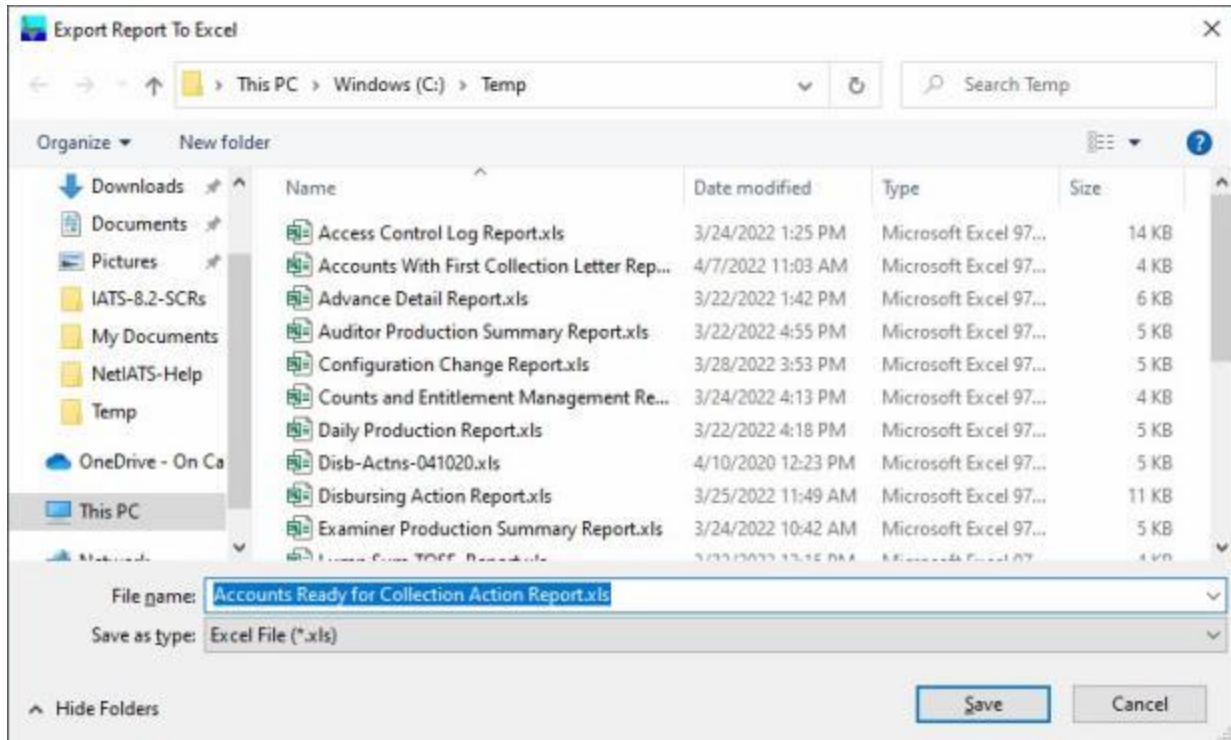 Export Report To Excel
This PC > Windows (C:) > Temp
Search Temp
Organize
New folder
Downloads
Documents
Pictures
IATS-8.2-SCRs
My Documents
NetIATS-Help
Temp
OneDrive - On Ca
This PC
Network
Name Date modified Type Size
Access Control Log Report.xls 3/24/2022 1:25 PM Microsoft Excel 97... 14 KB
Accounts With First Collection Letter Rep... 4/7/2022 11:03 AM Microsoft Excel 97... 4 KB
Advance Detail Report.xls 3/22/2022 1:42 PM Microsoft Excel 97... 6 KB
Auditor Production Summary Report.xls 3/22/2022 4:55 PM Microsoft Excel 97... 5 KB
Configuration Change Report.xls 3/28/2022 3:53 PM Microsoft Excel 97... 5 KB
Counts and Entitlement Management Re... 3/24/2022 4:13 PM Microsoft Excel 97... 4 KB
Daily Production Report.xls 3/22/2022 4:18 PM Microsoft Excel 97... 5 KB
Disb-Actns-041020.xls 4/10/2020 12:23 PM Microsoft Excel 97... 5 KB
Disbursing Action Report.xls 3/25/2022 11:49 AM Microsoft Excel 97... 11 KB
Examiner Production Summary Report.xls 3/24/2022 10:42 AM Microsoft Excel 97... 5 KB
File name: Accounts Ready for Collection Action Report.xls
Save as type: Excel File (*.xls)
Hide Folders
Save
Cancel